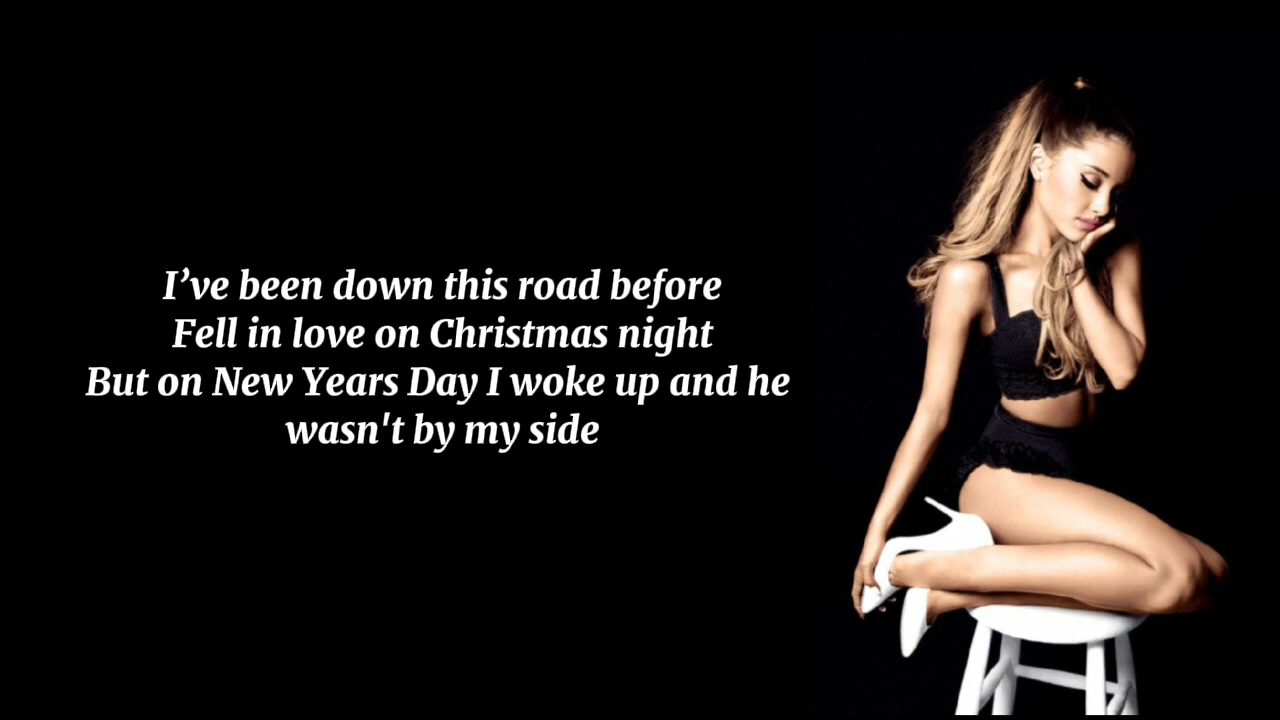 I’ve been down this road before
Fell in love on Christmas night
But on New Years Day I woke up and he
wasn't by my side